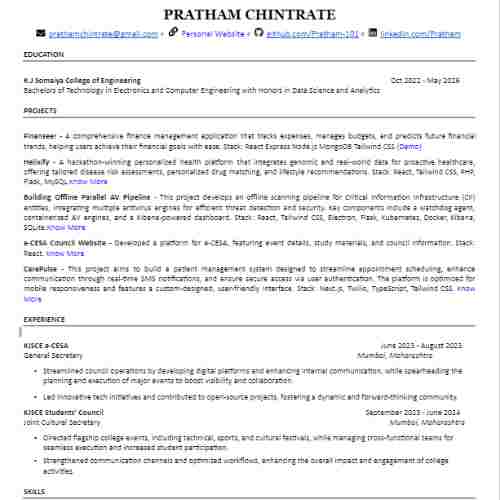 PRATHAM CHINTRATE
prathamchintrate@gmail.com • Personal Website • github.com/Pratham-101 • linkedin.com/Pratham
EDUCATION
K.J Somaiya College of Engineering Oct 2022 - May 2026
Bachelors of Technology in Electronics and Computer Engineering with Honors in Data Science and Analytics
PROJECTS
Finanseer - A comprehensive finance management application that tracks expenses, manages budgets, and predicts future financial
trends, helping users achieve their financial goals with ease. Stack: React Express Node.js MongoDB Tailwind CSS (Demo)
Helixify - A hackathon-winning personalized health platform that integrates genomic and real-world data for proactive healthcare,
offering tailored disease risk assessments, personalized drug matching, and lifestyle recommendations. Stack: React, Tailwind CSS, PHP,
Flask, MySQL. Know More
Building Offline Parallel AV Pipeline - This project develops an offline scanning pipeline for Critical Information Infrastructure (CII)
entities, integrating multiple antivirus engines for efficient threat detection and security. Key components include a watchdog agent,
containerized AV engines, and a Kibana-powered dashboard. Stack: React, Tailwind CSS, Electron, Flask, Kubernetes, Docker, Kibana,
SQLite.Know More
e-CESA Council Website - Developed a platform for e-CESA, featuring event details, study materials, and council information. Stack:
React. Know More
CarePulse - This project aims to build a patient management system designed to streamline appointment scheduling, enhance
communication through real-time SMS notifications, and ensure secure access via user authentication. The platform is optimized for
mobile responsiveness and features a custom-designed, user-friendly interface. Stack: Next.js, Twilio, TypeScript, Tailwind CSS. Know
More
EXPERIENCE
KJSCE e-CESA June 2023 - August 2023
General Secretary Mumbai, Maharashtra
• Streamlined council operations by developing digital platforms and enhancing internal communication, while spearheading the
planning and execution of major events to boost visibility and collaboration.
• Led innovative tech initiatives and contributed to open-source projects, fostering a dynamic and forward-thinking community.
KJSCE Students' Council September 2023 - June 2024
Joint Cultural Secretary Mumbai, Maharashtra
• Directed flagship college events, including technical, sports, and cultural festivals, while managing cross-functional teams for
seamless execution and increased student participation.
• Strengthened communication channels and optimized workflows, enhancing the overall impact and engagement of college
activities.
SKILLS